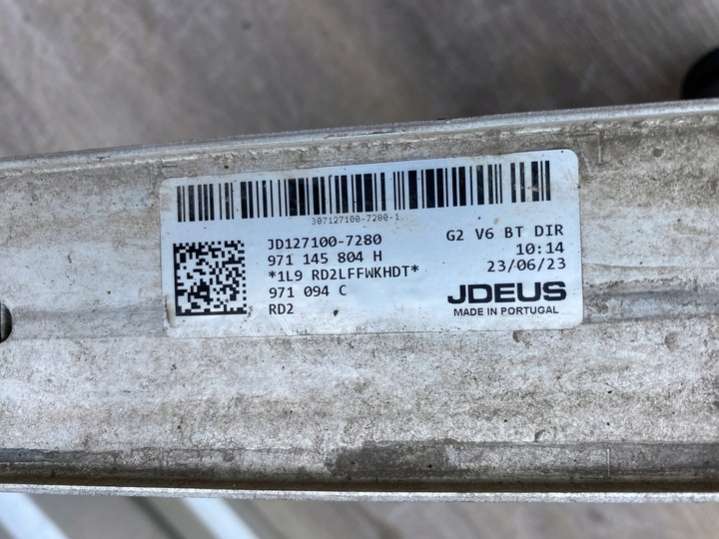 307127100-7280-1
JD127100-7280
971 145 804 H
*1L9 RD2LFFWKHDT*
971 094 C
RD2
G2 V6 BT DIR
10:14
23/06/23
JDEUS
MADE IN PORTUGAL